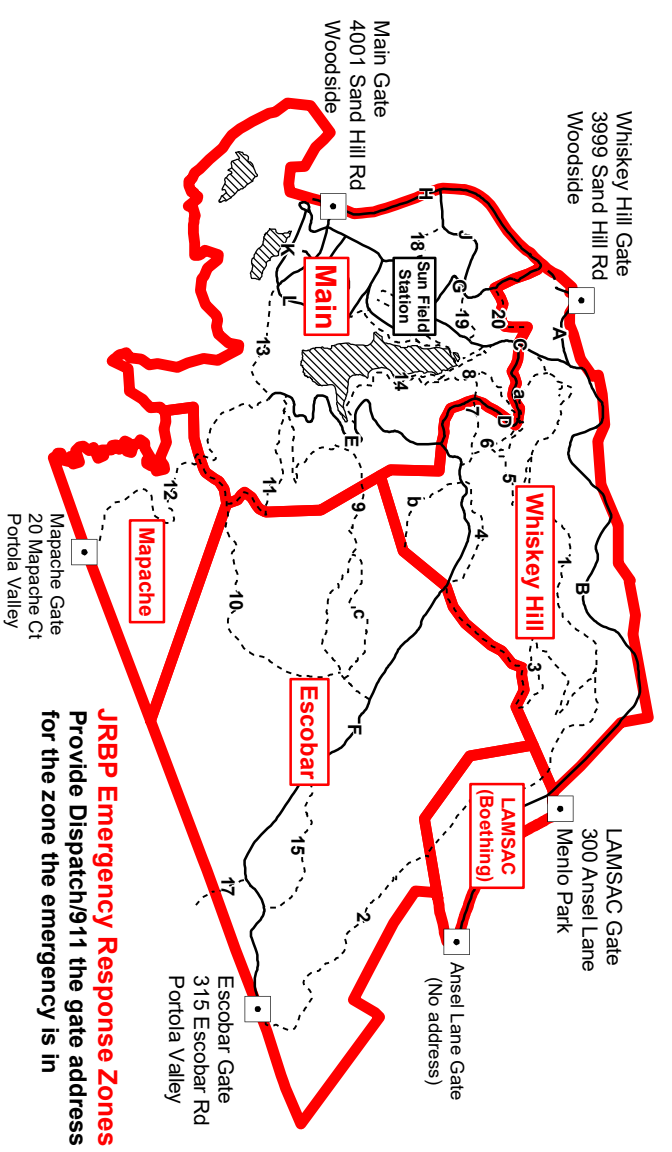 Main Gate
4001 Sand Hill Rd
Woodside
Whiskey Hill Gate
3999 Sand Hill Rd
Woodside
LAMSAC Gate
300 Ansel Lane
Menlo Park
Ansel Lane Gate
(No address)
Escobar Gate
315 Escobar Rd
Portola Valley
Mapache Gate
20 Mapache Ct
Portola Valley
Main
Sun Field
Station
Whiskey Hill
LAMSAC
(Boething)
Escobar
Mapache
A
B
C
D
E
F
G
H
J
K
L
a
b
c
1
2
3
4
5
6
7
8
9
10
11
12
13
14
15
17
18
19
20
JRBP Emergency Response Zones
Provide Dispatch/911 the gate address
for the zone the emergency is in